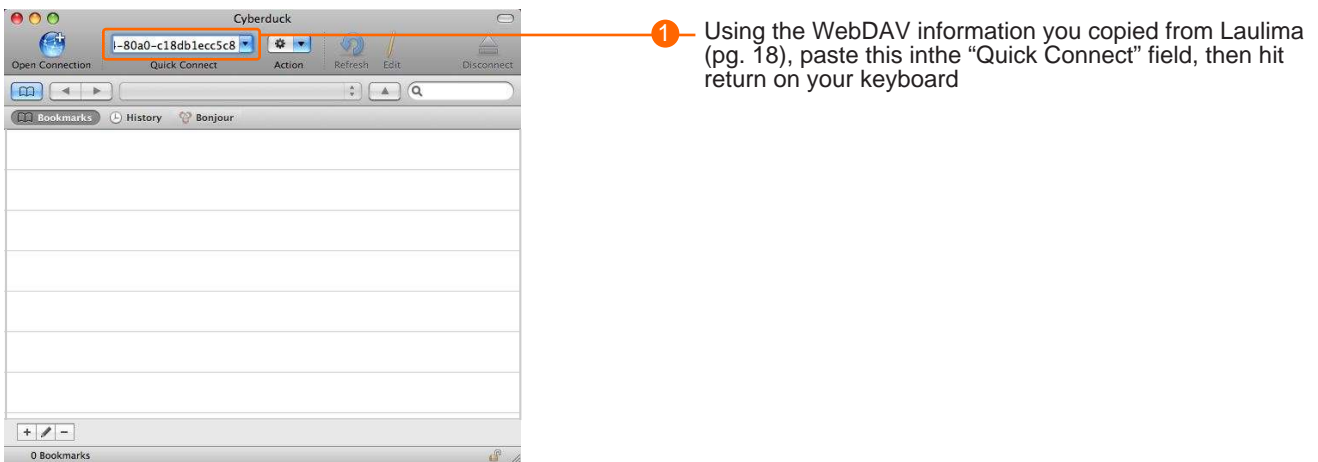 Cyberduck
-80a0-c18db1ecc5c8
Open Connection Quick Connect Action Refresh Edit Disconnect
Bookmarks History Bonjour
0 Bookmarks
1
Using the WebDAV information you copied from Laulima
(pg. 18), paste this inthe “Quick Connect” field, then hit
return on your keyboard